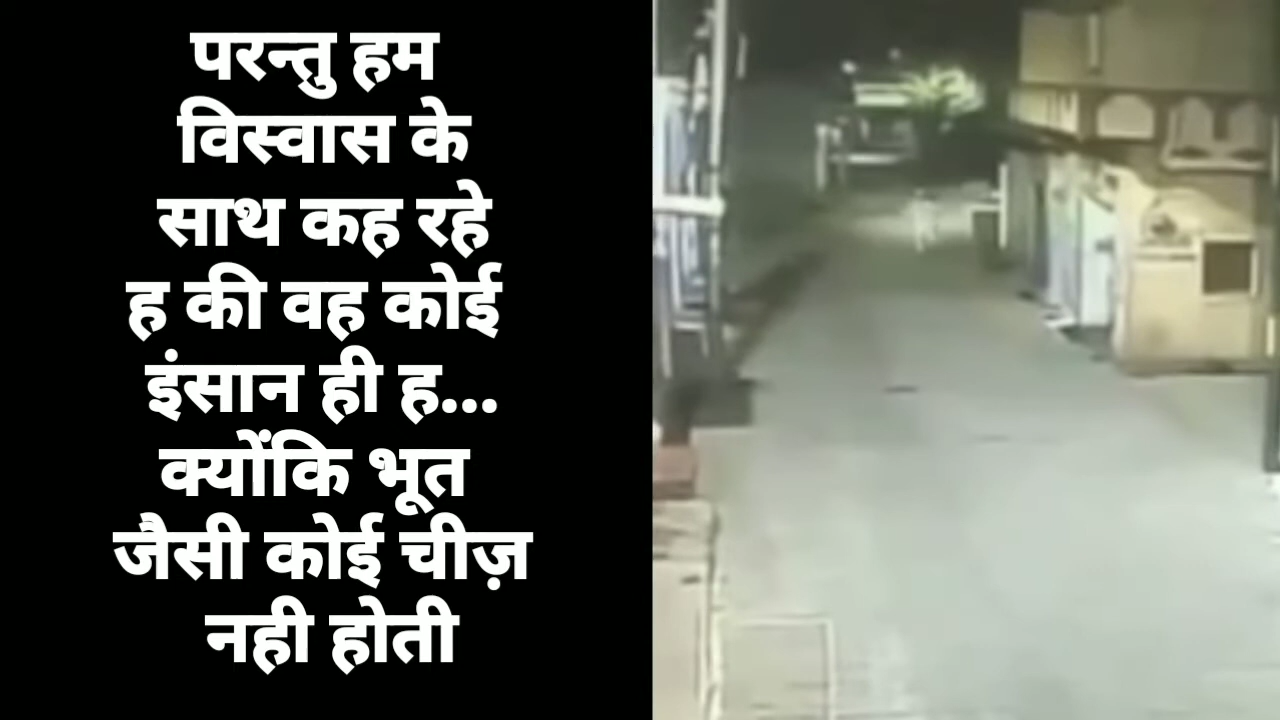 परन्तु हम
विस्वास के
साथ कह रहे
ह की वह कोई
इंसान ही ह...
क्योंकि भूत
जैसी कोई चीज़
नही होती